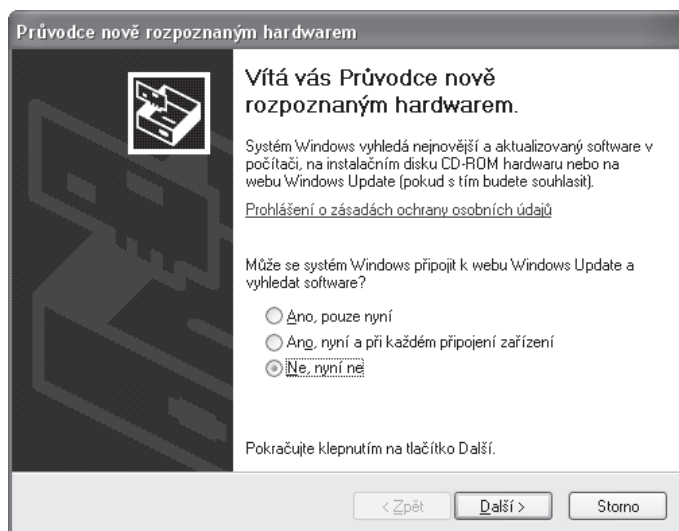 Průvodce nově rozpoznaným hardwarem
Vítá vás Průvodce nově
rozpoznaným hardwarem.
Systém Windows vyhledá nejnovější a aktualizovaný software v
počítači, na instalačním disku CD-ROM hardwaru nebo na
webu Windows Update (pokud s tím budete souhlasit).
Prohlášení o zásadách ochrany osobních údajů
Může se systém Windows připojit k webu Windows Update a
vyhledat software?
Ano, pouze nyní
Ano, nyní a při každém připojení zařízení
Ne, nyní ne
Pokračujte klepnutím na tlačítko Další.
< Zpět
Další >
Storno